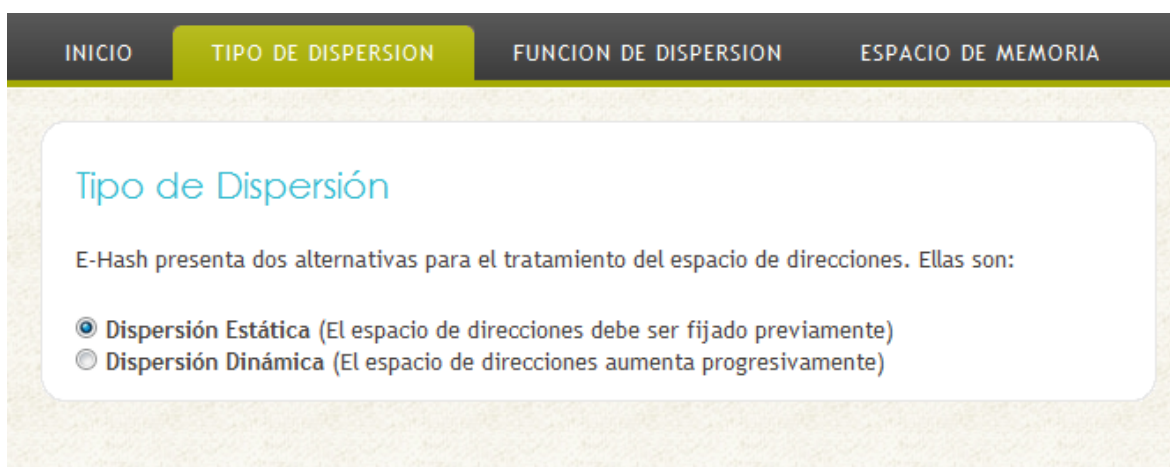 INICIO TIPO DE DISPERSION FUNCION DE DISPERSION ESPACIO DE MEMORIA
Tipo de Dispersión
E-Hash presenta dos alternativas para el tratamiento del espacio de direcciones. Ellas son:
Dispersión Estática (El espacio de direcciones debe ser fijado previamente)
Dispersión Dinámica (El espacio de direcciones aumenta progresivamente)